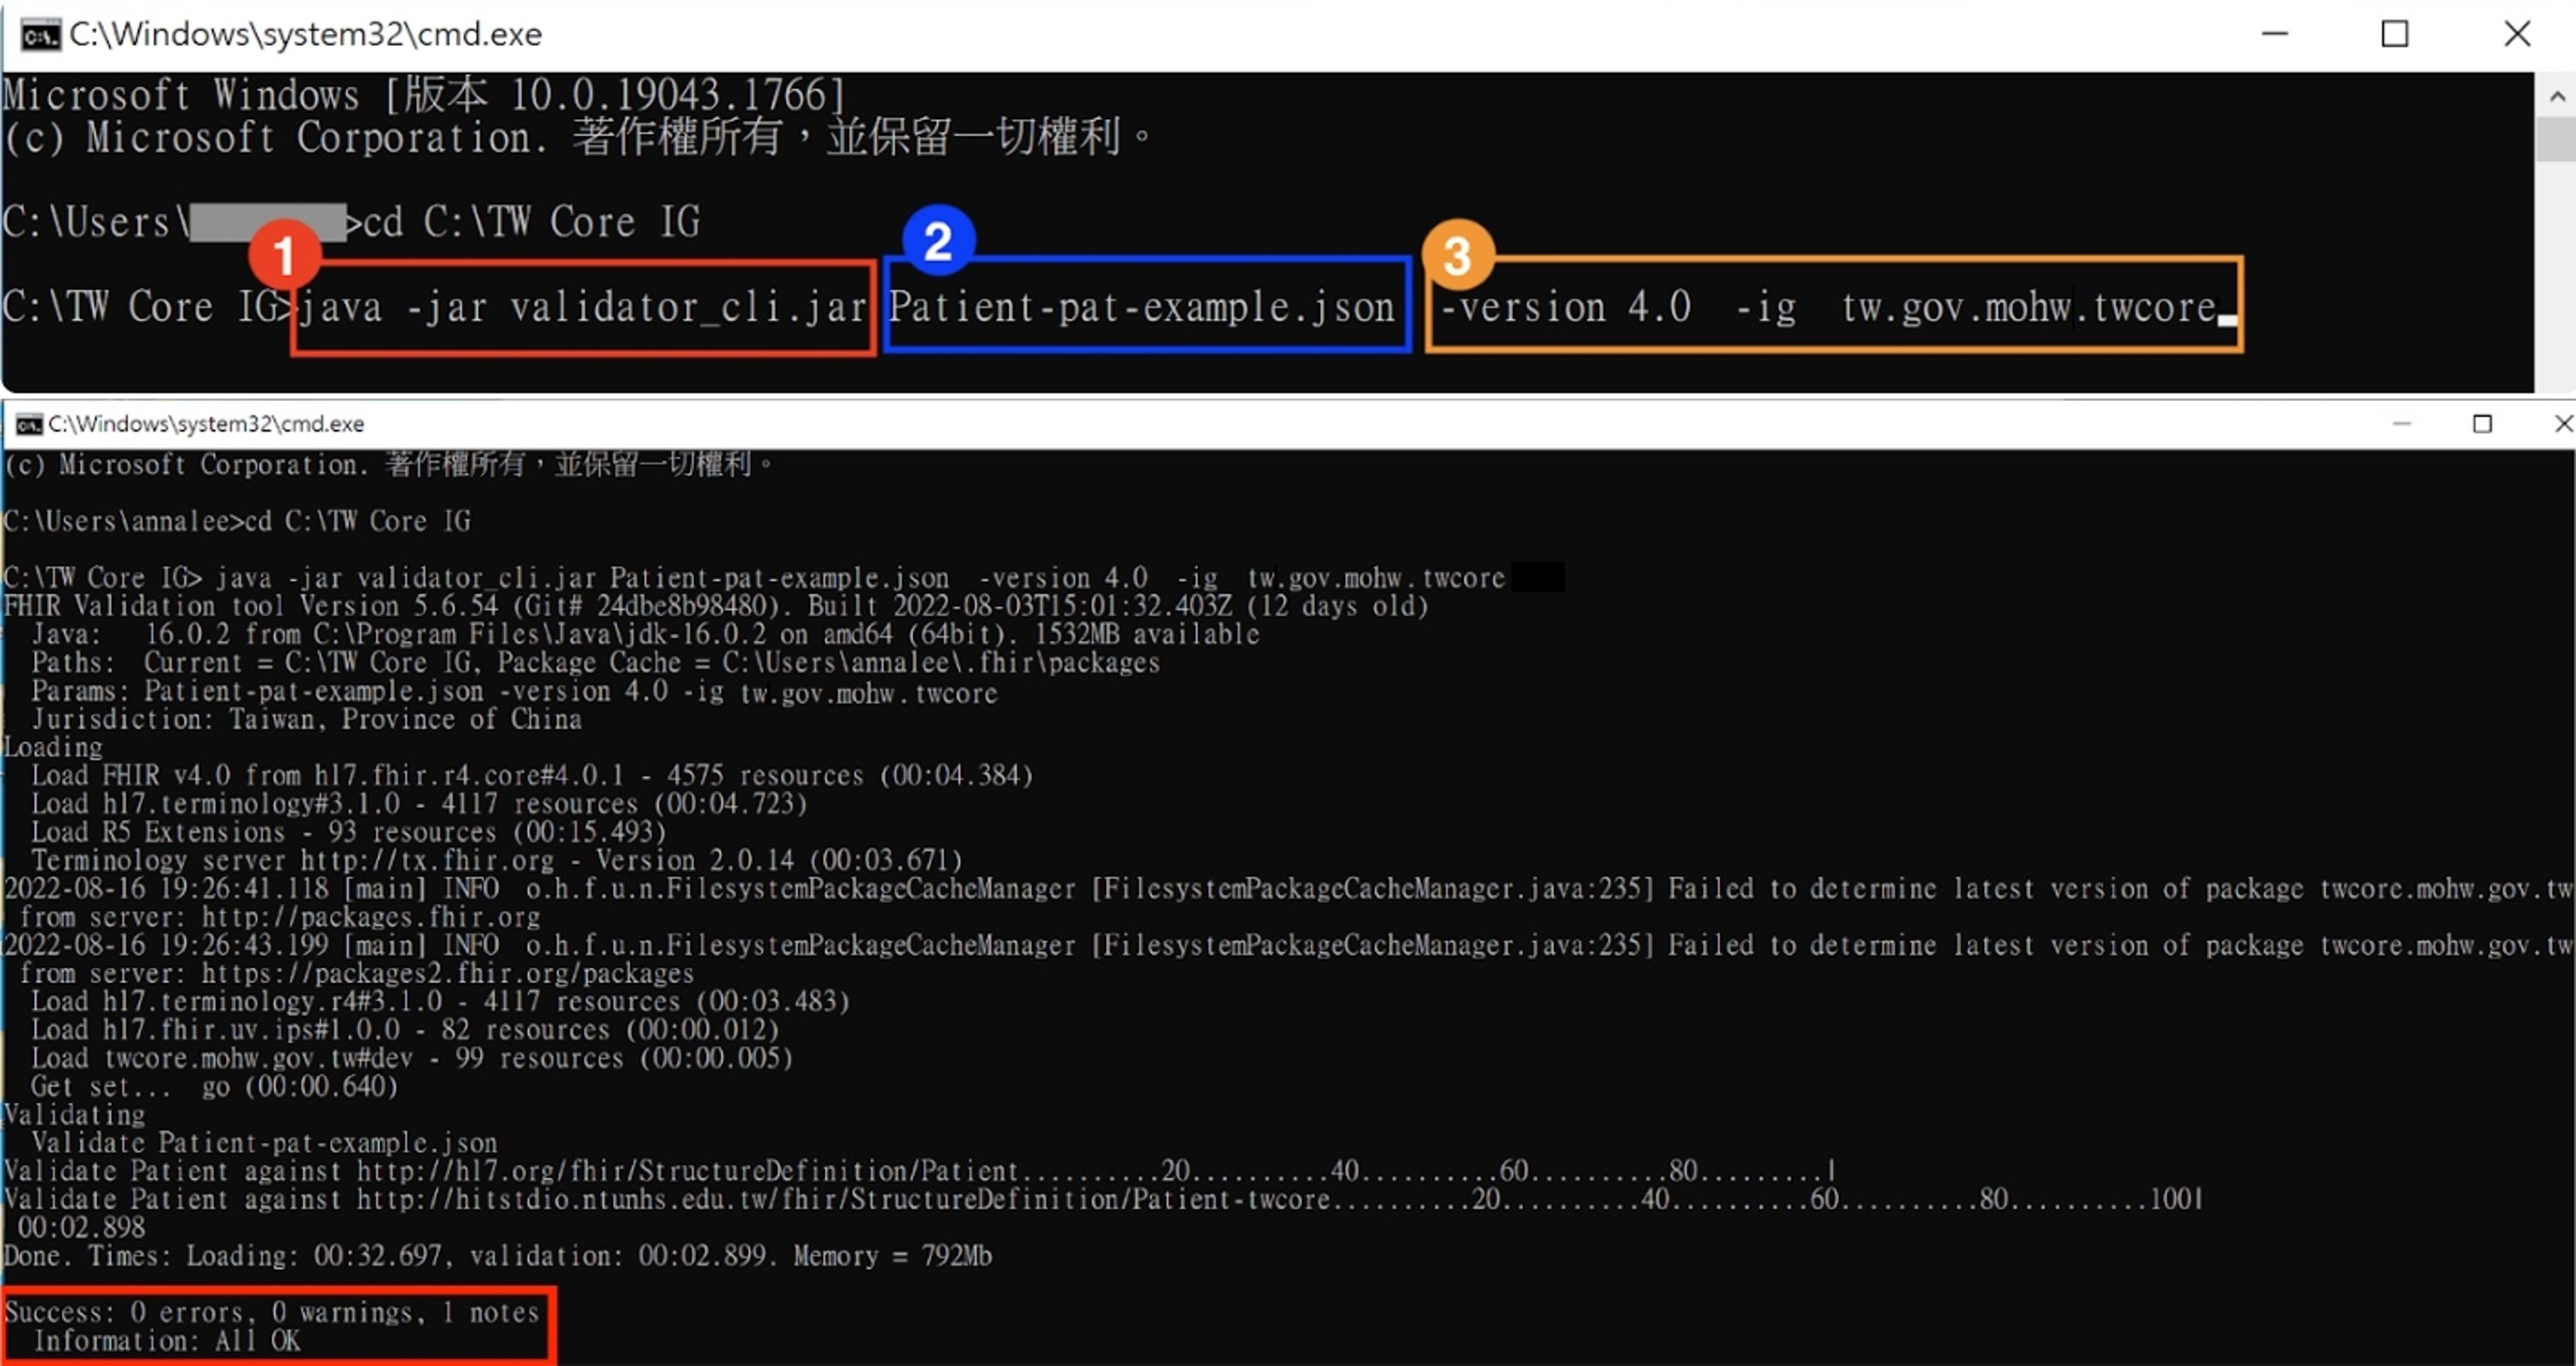 C:\Windows\system32\cmd.exe
Microsoft Windows [版本 10.0.19043.1766]
(c) Microsoft Corporation. 著作權所有，並保留一切權利。
C:\Users\ >cd C:\TW Core IG
1 2 3
C:\TW Core IG>java -jar validator_cli.jar Patient-pat-example.json -version 4.0 -ig tw.gov.mohw.twcore
C:\Windows\system32\cmd.exe
(c) Microsoft Corporation. 著作權所有，並保留一切權利。
C:\Users\annalee>cd C:\TW Core IG
C:\TW Core IG> java -jar validator_cli.jar Patient-pat-example.json -version 4.0 -ig tw.gov.mohw.twcore
FHIR Validation tool Version 5.6.54 (Git# 24dbe8b98480). Built 2022-08-03T15:01:32.403Z (12 days old)
Java: 16.0.2 from C:\Program Files\Java\jdk-16.0.2 on amd64 (64bit). 1532MB available
Paths: Current = C:\TW Core IG, Package Cache = C:\Users\annalee\.fhir\packages
Params: Patient-pat-example.json -version 4.0 -ig tw.gov.mohw.twcore
Jurisdiction: Taiwan, Province of China
Loading
Load FHIR v4.0 from hl7.fhir.r4.core#4.0.1 - 4575 resources (00:04.384)
Load hl7.terminology#3.1.0 - 4117 resources (00:04.723)
Load R5 Extensions - 93 resources (00:15.493)
Terminology server http://tx.fhir.org - Version 2.0.14 (00:03.671)
2022-08-16 19:26:41.118 [main] INFO o.h.f.u.n.FilesystemPackageCacheManager [FilesystemPackageCacheManager.java:235] Failed to determine latest version of package twcore.mohw.gov.tw
from server: http://packages.fhir.org
2022-08-16 19:26:43.199 [main] INFO o.h.f.u.n.FilesystemPackageCacheManager [FilesystemPackageCacheManager.java:235] Failed to determine latest version of package twcore.mohw.gov.tw
from server: https://packages2.fhir.org/packages
Load hl7.terminology.r4#3.1.0 - 4117 resources (00:03.483)
Load hl7.fhir.uv.ips#1.0.0 - 82 resources (00:00.012)
Load twcore.mohw.gov.tw#dev - 99 resources (00:00.005)
Get set... go (00:00.640)
Validating
Validate Patient-pat-example.json
Validate Patient against http://hl7.org/fhir/StructureDefinition/Patient..........20..........40..........60..........80.........|
Validate Patient against http://hitstdio.ntunhs.edu.tw/fhir/StructureDefinition/Patient-twcore..........20..........40..........60..........80..........100|
00:02.898
Done. Times: Loading: 00:32.697, validation: 00:02.899. Memory = 792Mb
Success: 0 errors, 0 warnings, 1 notes
Information: All OK